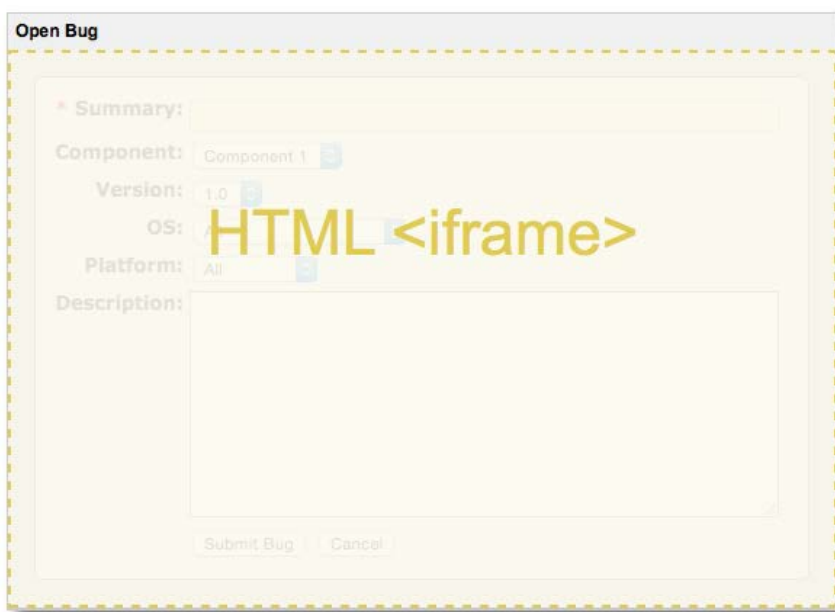 Open Bug
* Summary:
Component: Component 1
Version: 1.0
OS:
HTML <iframe>
Platform: All
Description:
Submit Bug Cancel